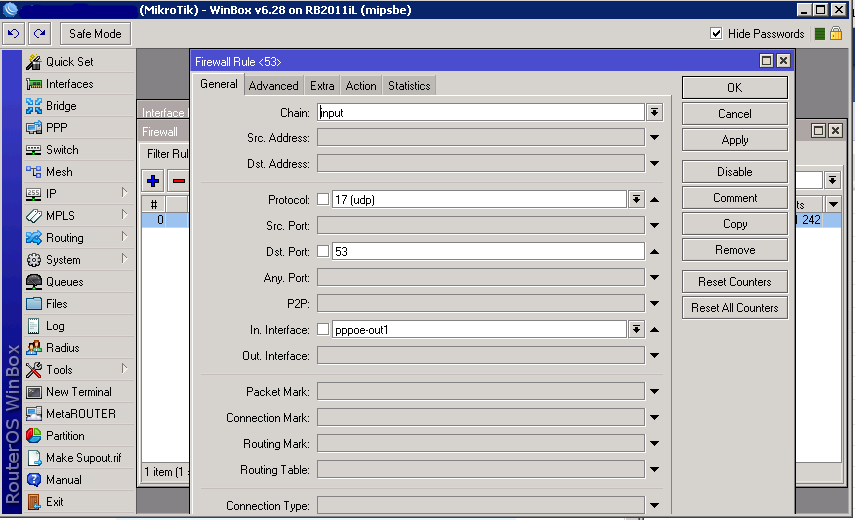 (MikroTik) - WinBox v6.28 on RB2011iL (mipsbe)
Safe Mode
Hide Passwords
RouterOS WinBox
Quick Set
Interfaces
Bridge
PPP
Switch
Mesh
IP
MPLS
Routing
System
Queues
Files
Log
Radius
Tools
New Terminal
MetaROUTER
Partition
Make Supout.rif
Manual
Exit
Interface
Firewall
Filter Rul
#
0
ts
242
1 item (1
Firewall Rule <53>
General
Advanced
Extra
Action
Statistics
Chain: input
Src. Address:
Dst. Address:
Protocol: 17 (udp)
Src. Port:
Dst. Port: 53
Any. Port:
P2P:
In. Interface: pppoe-out1
Out. Interface:
Packet Mark:
Connection Mark:
Routing Mark:
Routing Table:
Connection Type:
OK
Cancel
Apply
Disable
Comment
Copy
Remove
Reset Counters
Reset All Counters